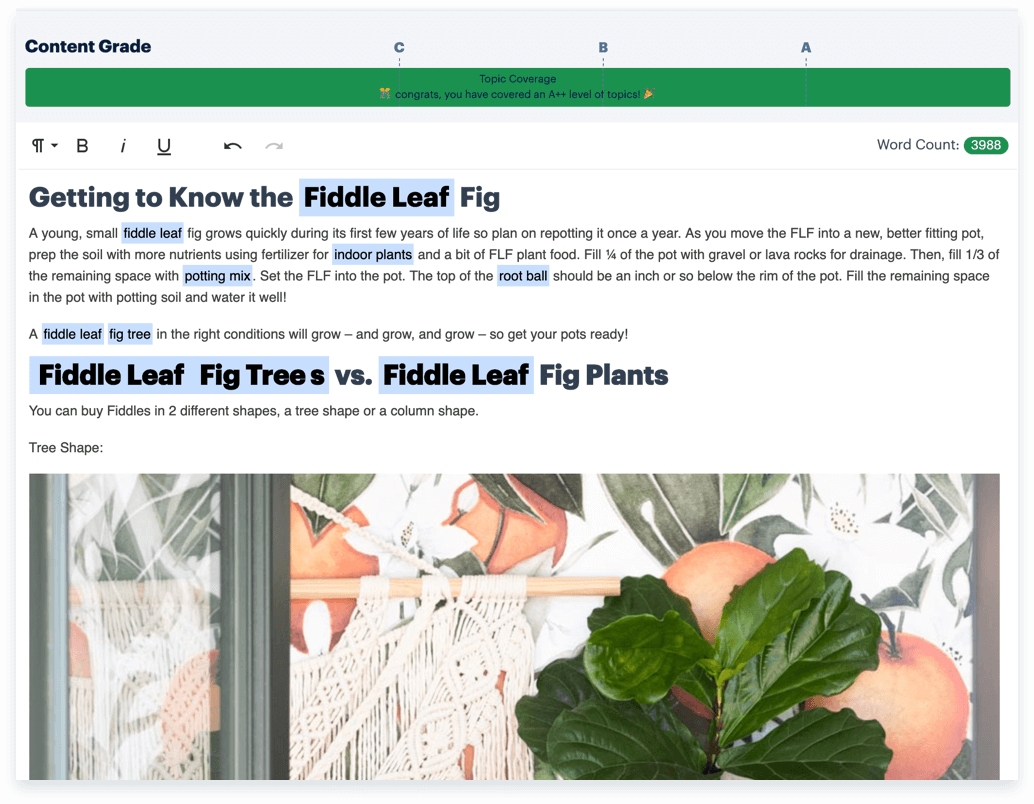 Content Grade
C B A
Topic Coverage
🎊 congrats, you have covered an A++ level of topics! 🎉
¶ B i U
Word Count: 3988
Getting to Know the Fiddle Leaf Fig
A young, small fiddle leaf fig grows quickly during its first few years of life so plan on repotting it once a year. As you move the FLF into a new, better fitting pot,
prep the soil with more nutrients using fertilizer for indoor plants and a bit of FLF plant food. Fill ¼ of the pot with gravel or lava rocks for drainage. Then, fill 1/3 of
the remaining space with potting mix. Set the FLF into the pot. The top of the root ball should be an inch or so below the rim of the pot. Fill the remaining space
in the pot with potting soil and water it well!
A fiddle leaf fig tree in the right conditions will grow – and grow, and grow – so get your pots ready!
Fiddle Leaf Fig Trees vs. Fiddle Leaf Fig Plants
You can buy Fiddles in 2 different shapes, a tree shape or a column shape.
Tree Shape: